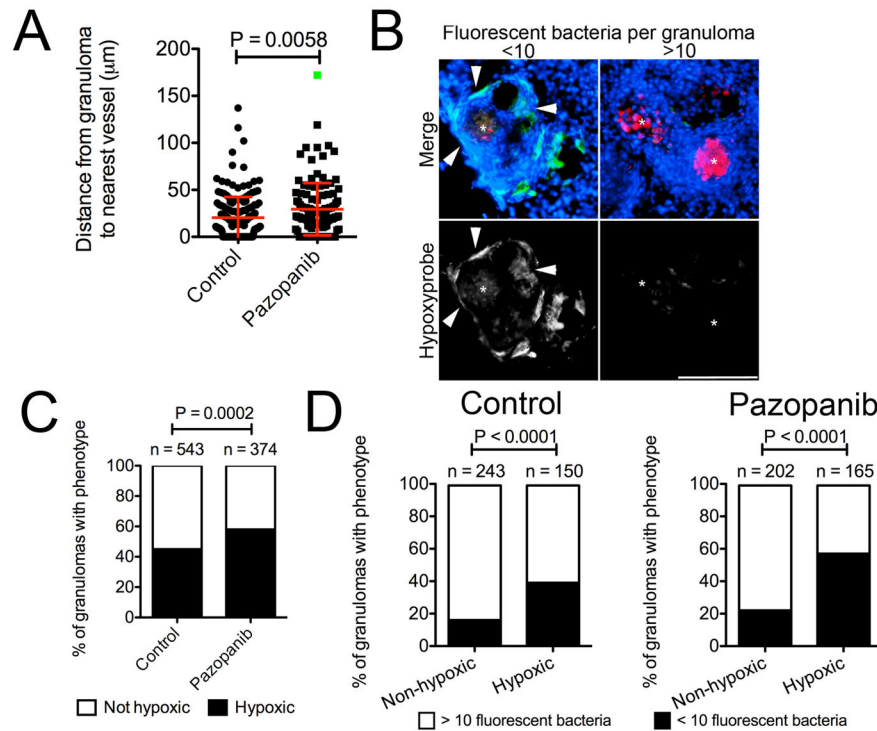 A
P = 0.0058
Distance from granuloma
to nearest vessel (μm)
200
150
100
50
0
Control
Pazopanib
B
Fluorescent bacteria per granuloma
<10
>10
Merge
Hypoxyprobe
*
*
*
*
*
*
C
P = 0.0002
n = 543
n = 374
% of granulomas with phenotype
100
80
60
40
20
0
Control
Pazopanib
Not hypoxic
Hypoxic
D
Control
P < 0.0001
n = 243
n = 150
% of granulomas with phenotype
100
80
60
40
20
0
Non-hypoxic
Hypoxic
Pazopanib
P < 0.0001
n = 202
n = 165
% of granulomas with phenotype
100
80
60
40
20
0
Non-hypoxic
Hypoxic
> 10 fluorescent bacteria
< 10 fluorescent bacteria